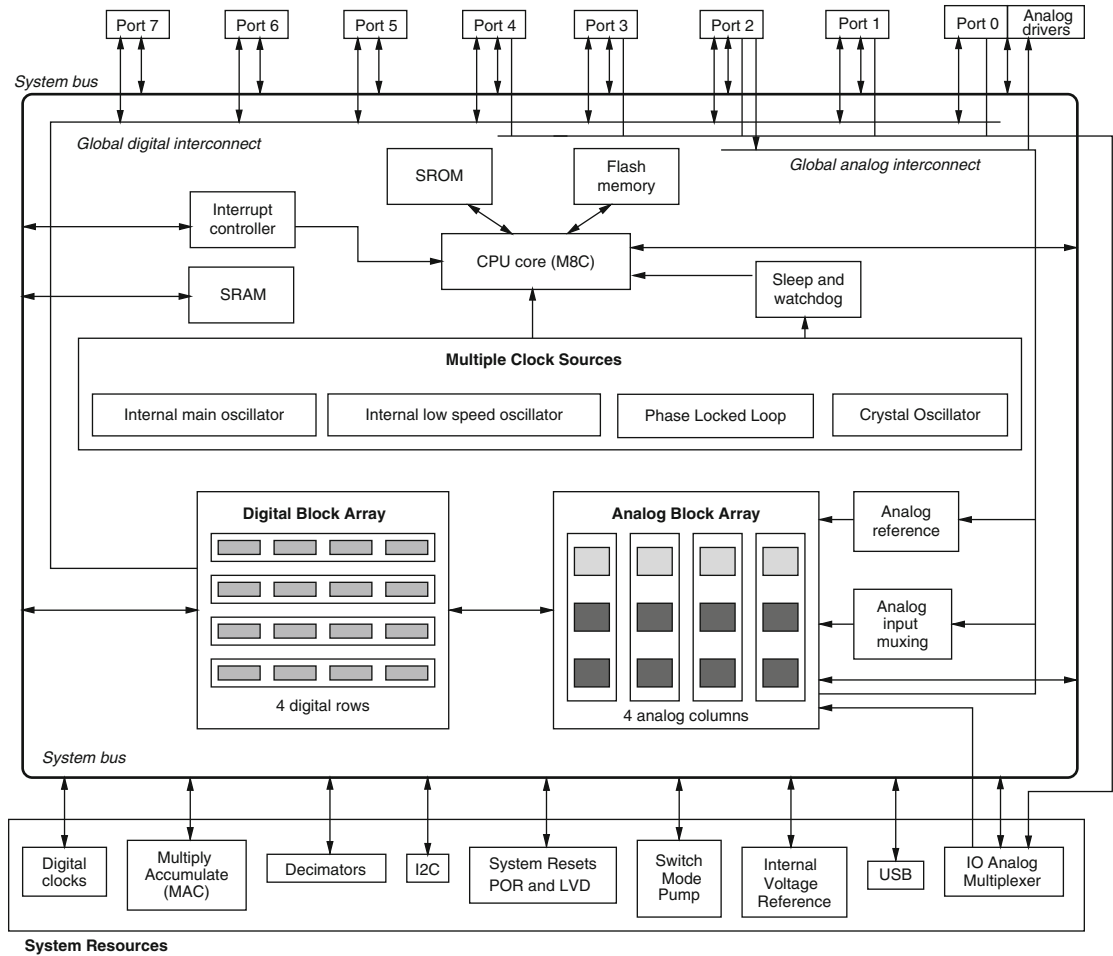 Port 7
Port 6
Port 5
Port 4
Port 3
Port 2
Port 1
Port 0
Analog
drivers
System bus
Global digital interconnect
Global analog interconnect
SROM
Flash
memory
Interrupt
controller
CPU core (M8C)
SRAM
Sleep and
watchdog
Multiple Clock Sources
Internal main oscillator
Internal low speed oscillator
Phase Locked Loop
Crystal Oscillator
Digital Block Array
4 digital rows
Analog Block Array
4 analog columns
Analog
reference
Analog
input
muxing
System bus
Digital
clocks
Multiply
Accumulate
(MAC)
Decimators
I2C
System Resets
POR and LVD
Switch
Mode
Pump
Internal
Voltage
Reference
USB
IO Analog
Multiplexer
System Resources